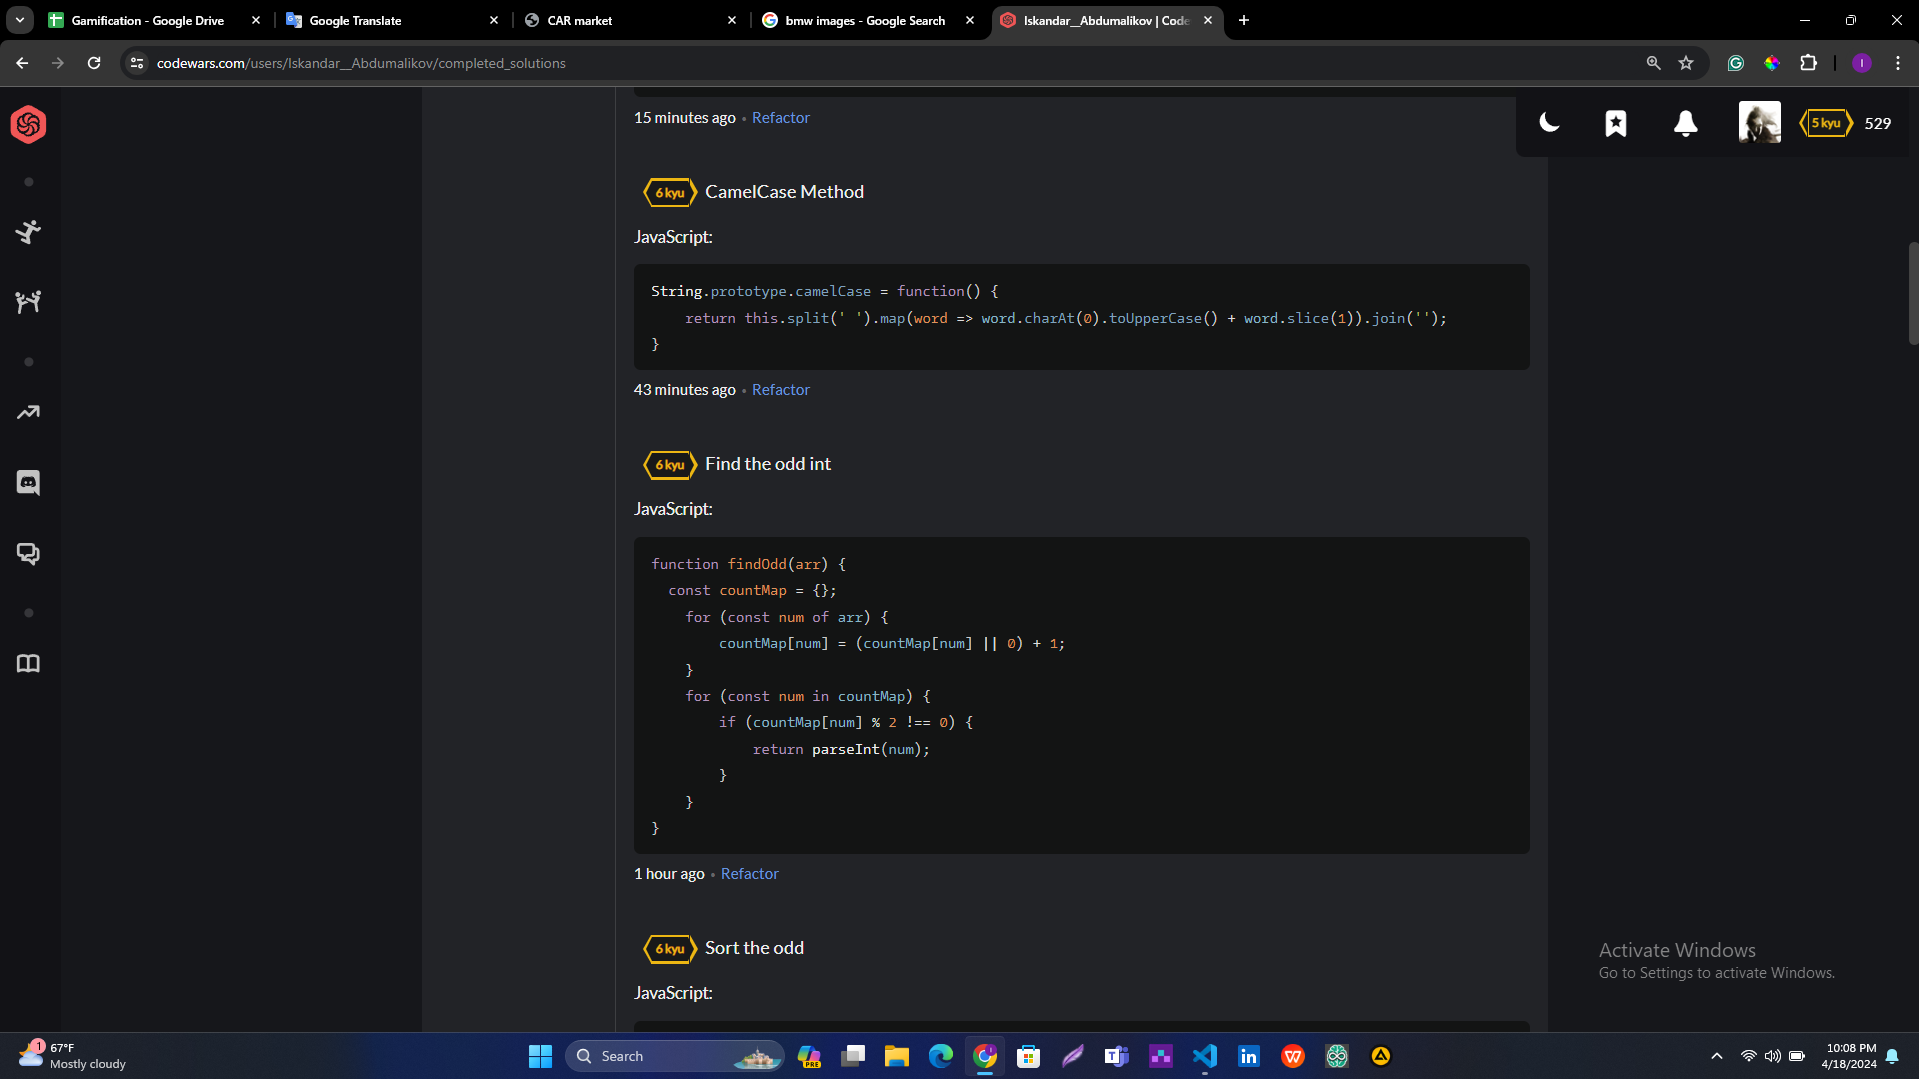 Gamification - Google Drive
Google Translate
CAR market
bmw images - Google Search
Iskandar__Abdumalikov | Code
codewars.com/users/Iskandar__Abdumalikov/completed_solutions
I
15 minutes ago • Refactor
5 kyu 529
6 kyu CamelCase Method
JavaScript:
String.prototype.camelCase = function() {
return this.split(' ').map(word => word.charAt(0).toUpperCase() + word.slice(1)).join('');
}
43 minutes ago • Refactor
6 kyu Find the odd int
JavaScript:
function findOdd(arr) {
const countMap = {};
for (const num of arr) {
countMap[num] = (countMap[num] || 0) + 1;
}
for (const num in countMap) {
if (countMap[num] % 2 !== 0) {
return parseInt(num);
}
}
}
1 hour ago • Refactor
6 kyu Sort the odd
JavaScript:
Activate Windows
Go to Settings to activate Windows.
1
67°F
Mostly cloudy
Search
PRE
10:08 PM
4/18/2024